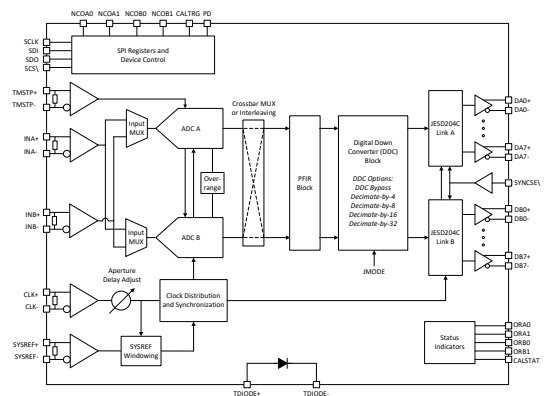 NCOA0 NCOA1 NCOB0 NCOB1 CALTRG PD
SCLK
SDI
SDO
SCS\
SPI Registers and
Device Control
TMSTP+
TMSTP-
INA+
INA-
INB+
INB-
Input
MUX
Input
MUX
ADC A
Over-
range
ADC B
Crossbar MUX
or Interleaving
PFIR
Block
Digital Down
Converter (DDC)
Block
DDC Options:
DDC Bypass
Decimate-by-4
Decimate-by-8
Decimate-by-16
Decimate-by-32
JMODE
JESD204C
Link A
JESD204C
Link B
DA0+
DA0-
DA7+
DA7-
SYNCSE\
DB0+
DB0-
DB7+
DB7-
CLK+
CLK-
Aperture
Delay Adjust
Clock Distribution
and Synchronization
SYSREF+
SYSREF-
SYSREF
Windowing
TDIODE+ TDIODE-
Status
Indicators
ORA0
ORA1
ORB0
ORB1
CALSTAT